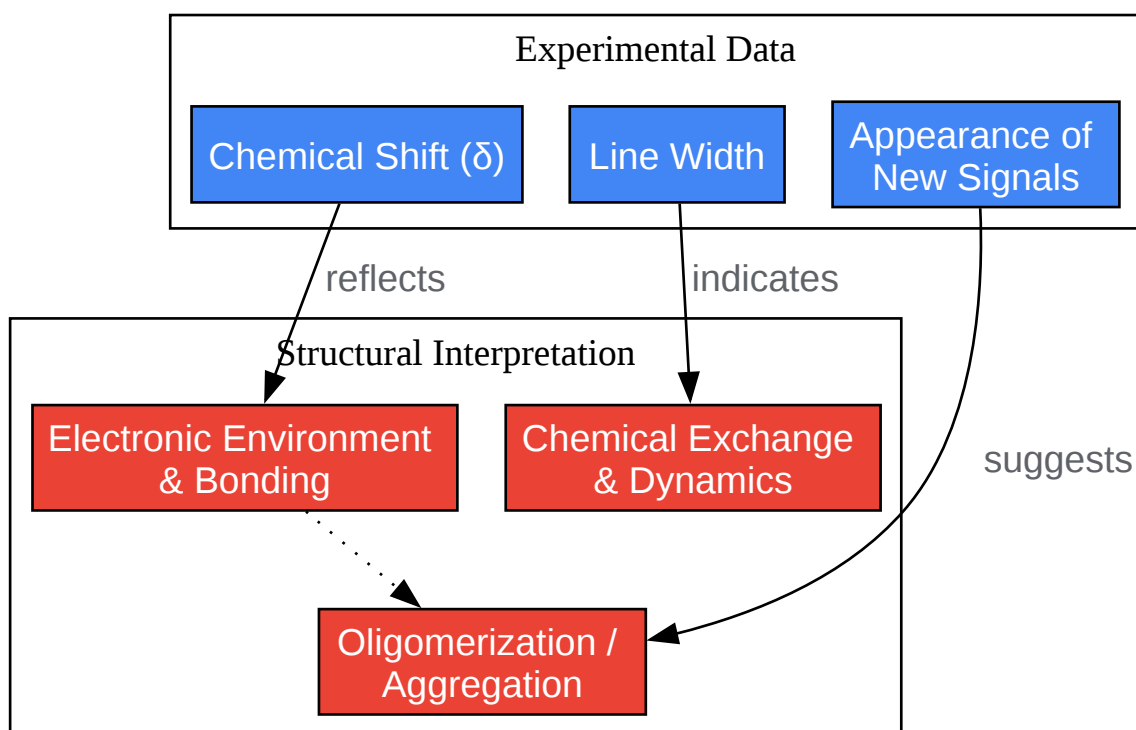 Experimental Data
Chemical Shift (δ)
Line Width
Appearance of
New Signals
reflects
indicates
Structural Interpretation
Electronic Environment
& Bonding
Chemical Exchange
& Dynamics
suggests
Oligomerization /
Aggregation